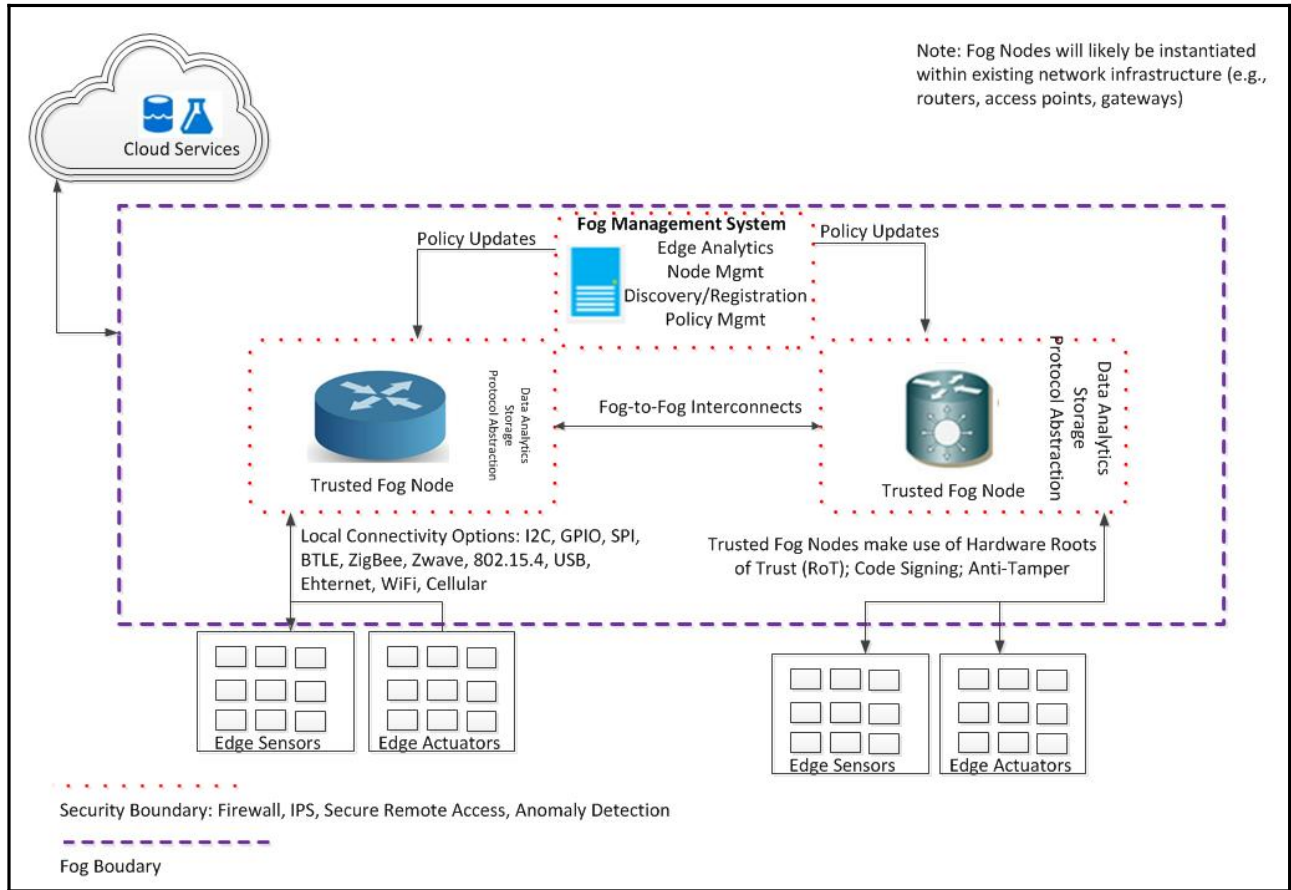 Note: Fog Nodes will likely be instantiated
within existing network infrastructure (e.g.,
routers, access points, gateways)
Cloud Services
Fog Management System
Edge Analytics
Node Mgmt
Discovery/Registration
Policy Mgmt
Policy Updates
Policy Updates
Data Analytics
Storage
Protocol Abstraction
Trusted Fog Node
Fog-to-Fog Interconnects
Data Analytics
Storage
Protocol Abstraction
Trusted Fog Node
Local Connectivity Options: I2C, GPIO, SPI,
BTLE, ZigBee, Zwave, 802.15.4, USB,
Ehternet, WiFi, Cellular
Trusted Fog Nodes make use of Hardware Roots
of Trust (RoT); Code Signing; Anti-Tamper
Edge Sensors
Edge Actuators
Edge Sensors
Edge Actuators
Security Boundary: Firewall, IPS, Secure Remote Access, Anomaly Detection
Fog Boudary